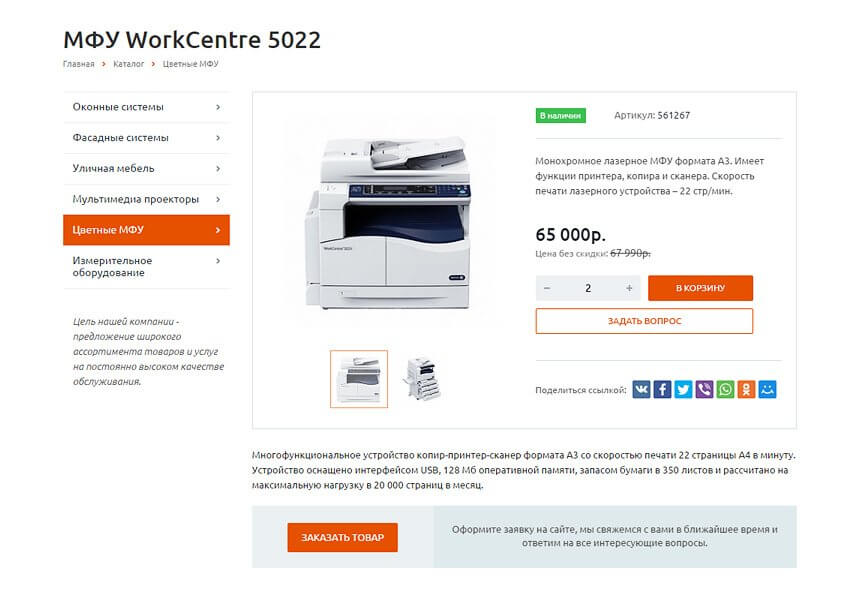 МФУ WorkCentre 5022
Главная > Каталог > Цветные МФУ
Оконные системы
Фасадные системы
Уличная мебель
Мультимедиа проекторы
Цветные МФУ
Измерительное
оборудование
Цель нашей компании -
предложение широкого
ассортимента товаров и услуг
на постоянно высоком качестве
обслуживания.
В наличии
Артикул: 561267
Монохромное лазерное МФУ формата А3. Имеет
функции принтера, копира и сканера. Скорость
печати лазерного устройства – 22 стр/мин.
65 000р.
Цена без скидки: 67 990р.
− 2 +
В КОРЗИНУ
ЗАДАТЬ ВОПРОС
Поделиться ссылкой:
Многофункциональное устройство копир-принтер-сканер формата А3 со скоростью печати 22 страницы А4 в минуту.
Устройство оснащено интерфейсом USB, 128 Мб оперативной памяти, запасом бумаги в 350 листов и рассчитано на
максимальную нагрузку в 20 000 страниц в месяц.
ЗАКАЗАТЬ ТОВАР
Оформите заявку на сайте, мы свяжемся с вами в ближайшее время и
ответим на все интересующие вопросы.